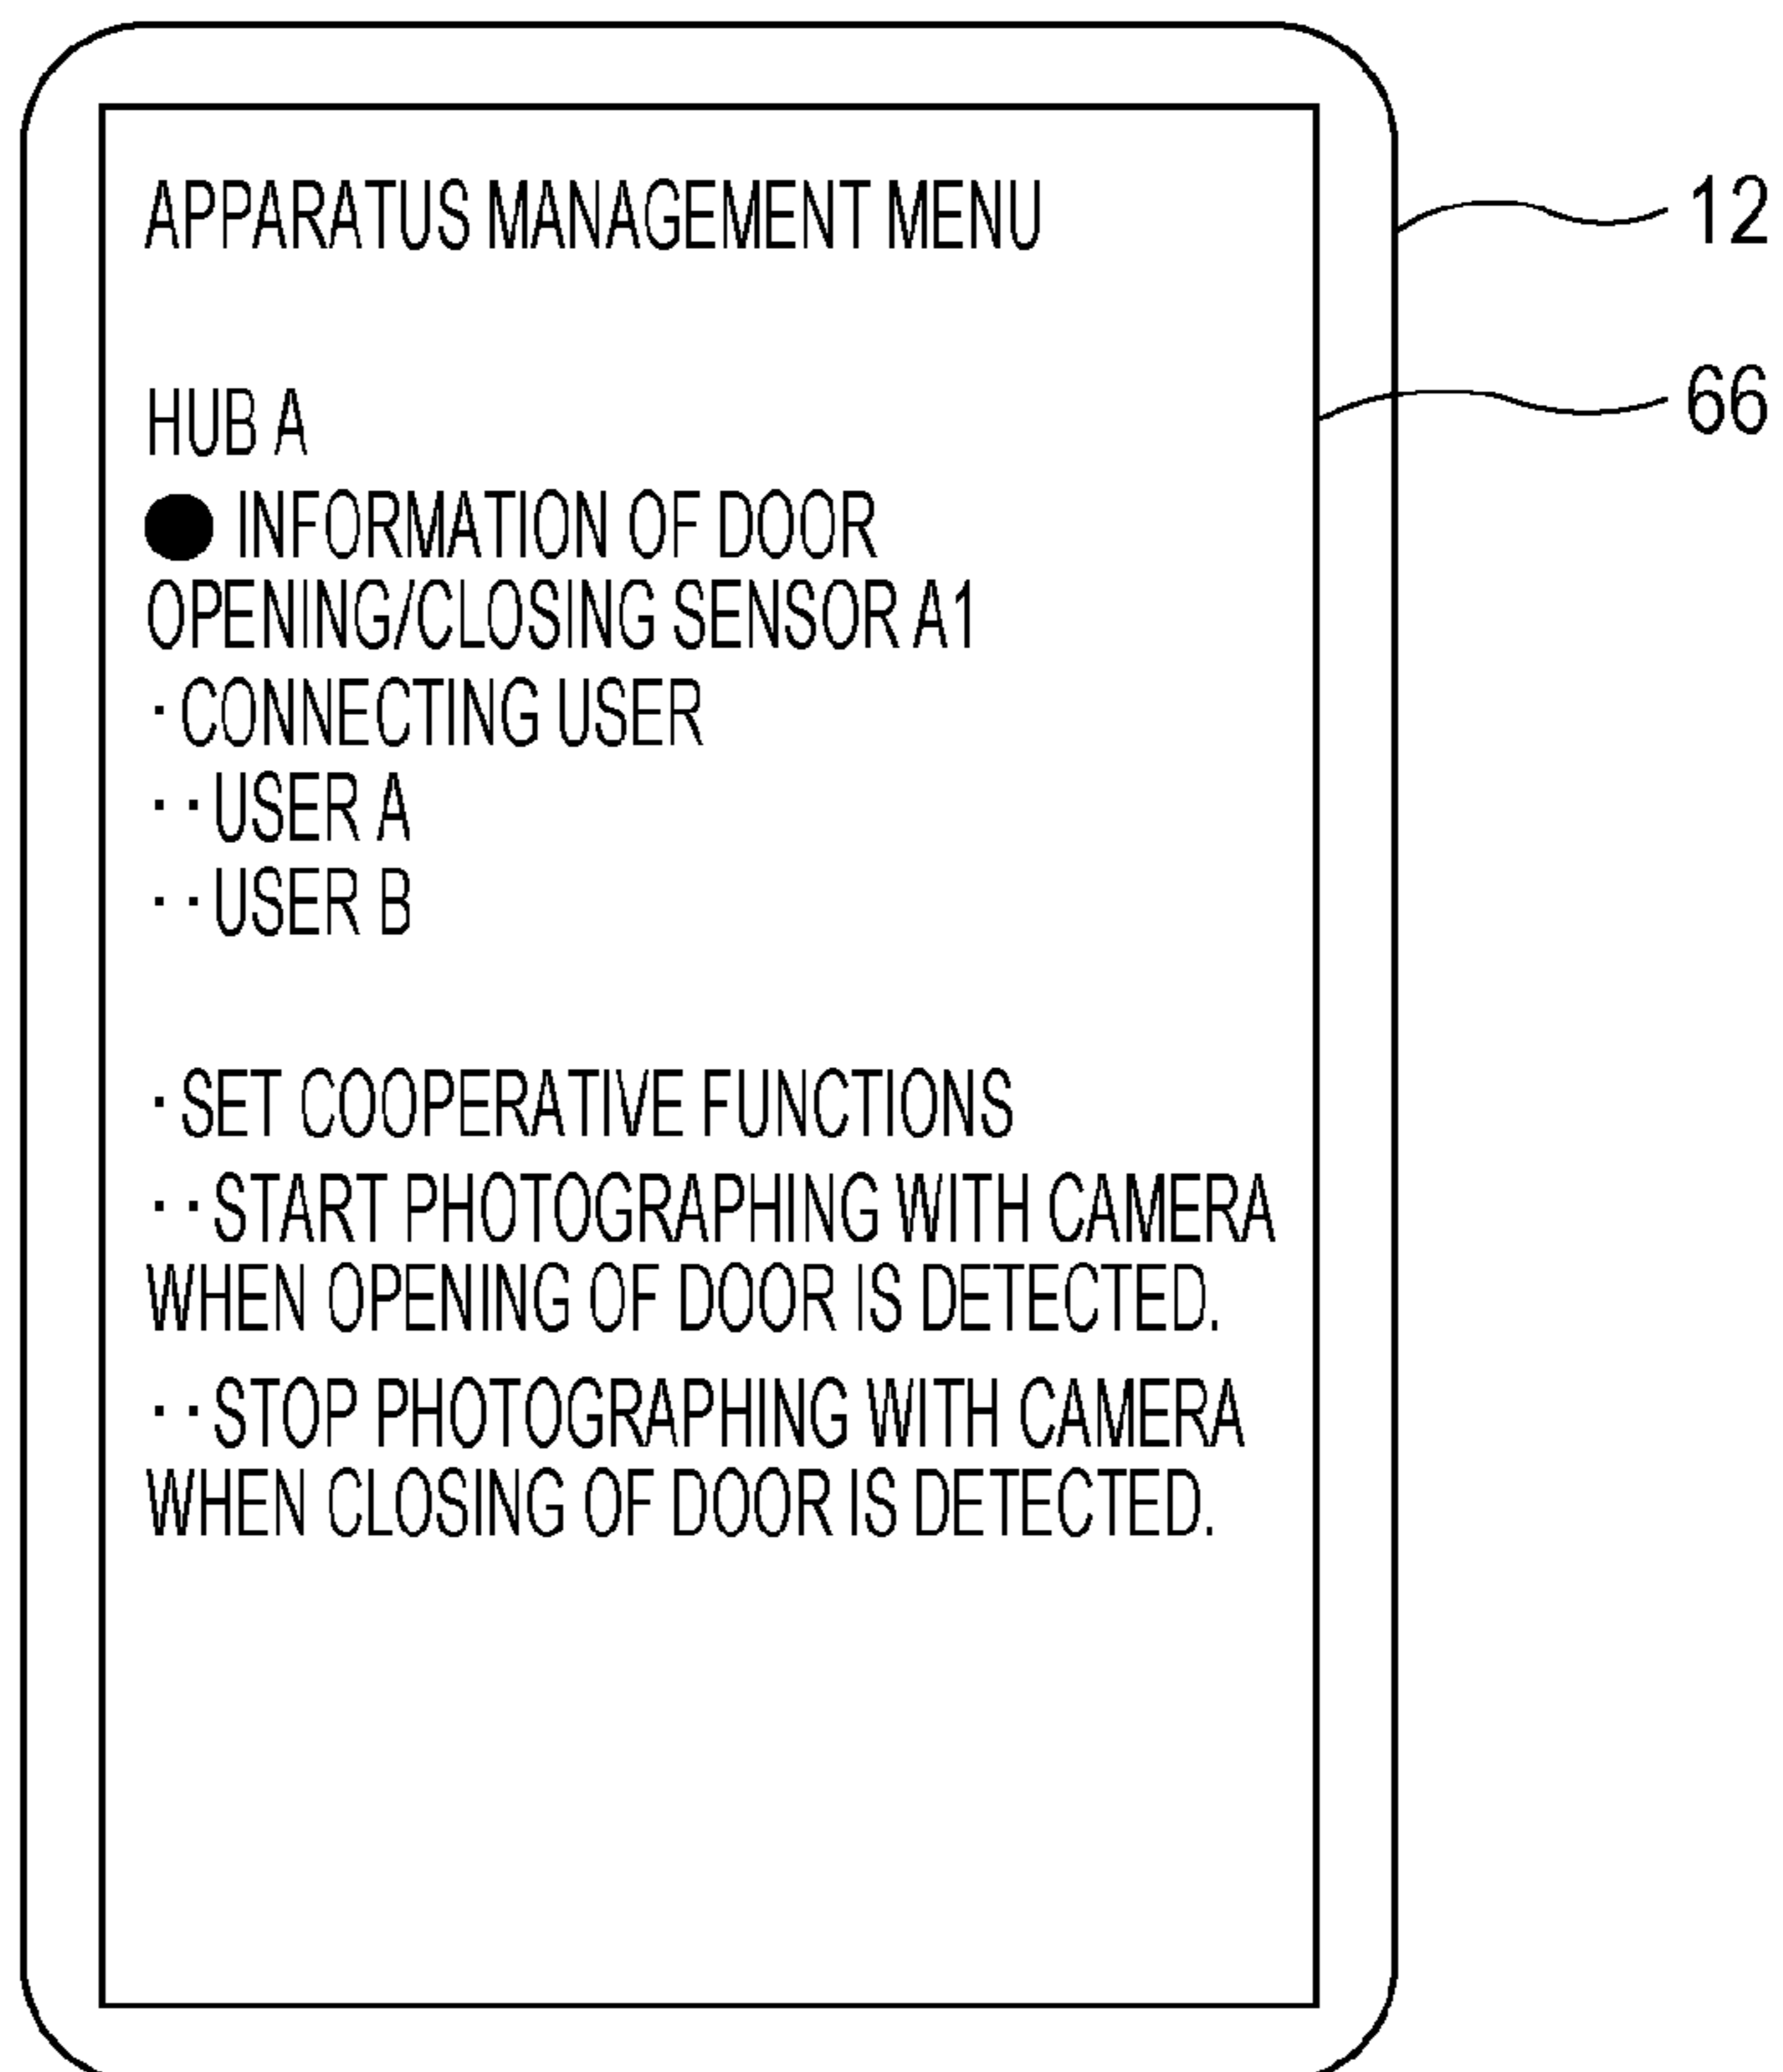 APPARATUS MANAGEMENT MENU
12
HUB A
66
● INFORMATION OF DOOR
OPENING/CLOSING SENSOR A1
·CONNECTING USER
··USER A
··USER B
·SET COOPERATIVE FUNCTIONS
··START PHOTOGRAPHING WITH CAMERA
WHEN OPENING OF DOOR IS DETECTED.
··STOP PHOTOGRAPHING WITH CAMERA
WHEN CLOSING OF DOOR IS DETECTED.